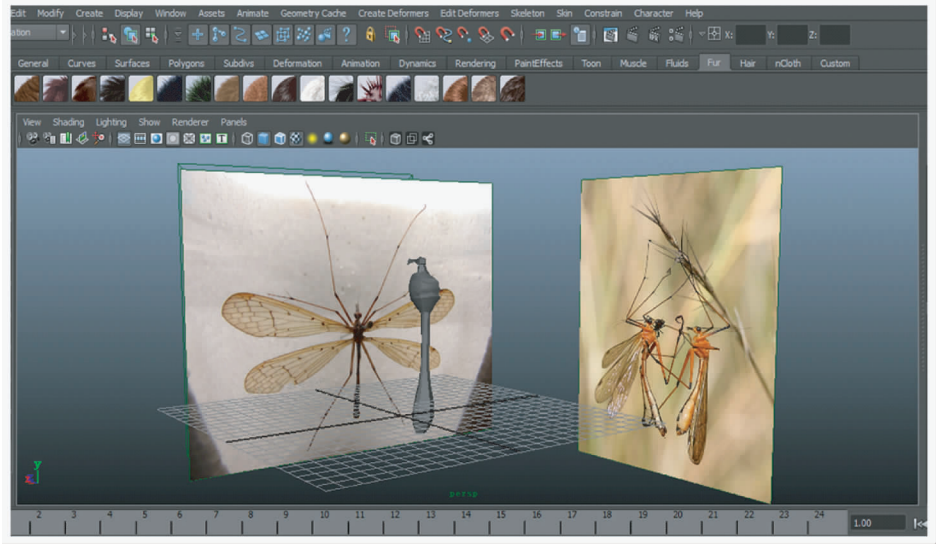 Edit Modify Create Display Window Assets Animate Geometry Cache Create Deformers Edit Deformers Skeleton Skin Constrain Character Help
ation X: Y: Z:
General Curves Surfaces Polygons Subdivs Deformation Animation Dynamics Rendering PaintEffects Toon Muscle Fluids Fur Hair nCloth Custom
View Shading Lighting Show Renderer Panels
y
persp
2 3 4 5 6 7 8 9 10 11 12 13 14 15 16 17 18 19 20 21 22 23 24 1.00